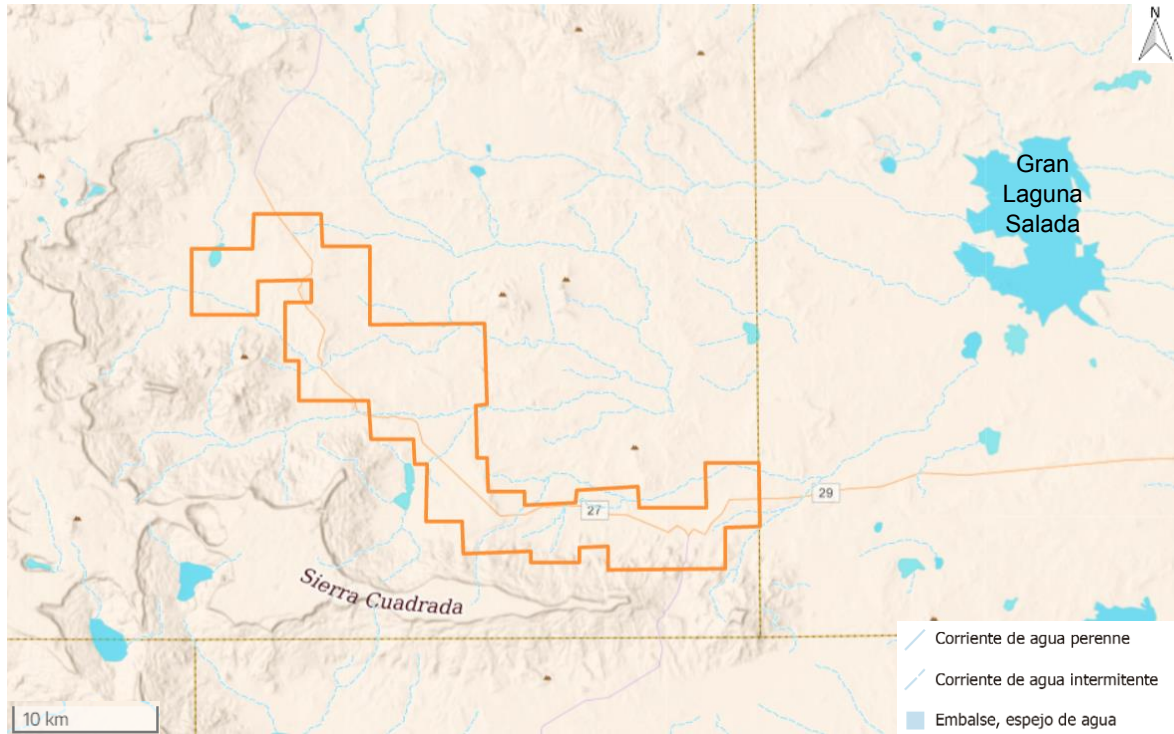 N
Gran
Laguna
Salada
29
27
Sierra Cuadrada
Corriente de agua perenne
Corriente de agua intermitente
Embalse, espejo de agua
10 km